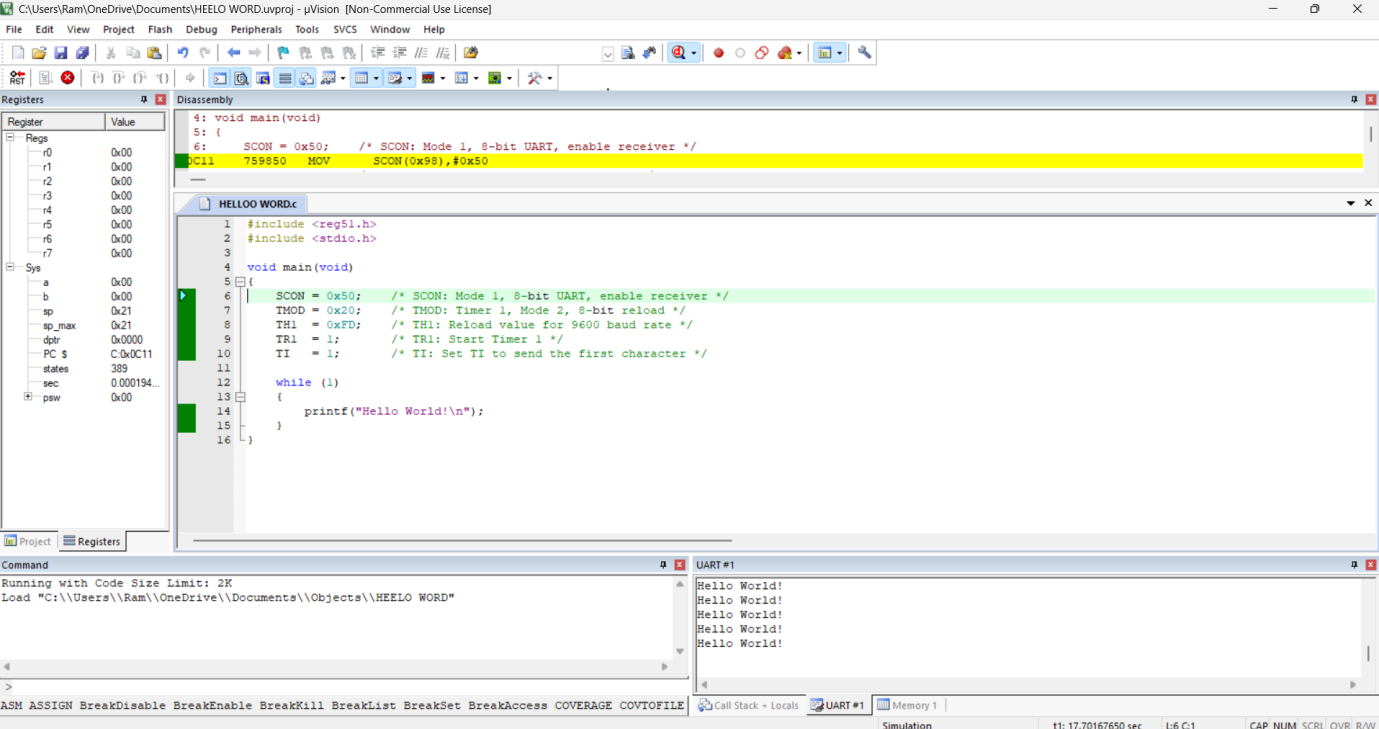 C:\Users\Ram\OneDrive\Documents\HEELO WORD.uvproj - µVision [Non-Commercial Use License]
File Edit View Project Flash Debug Peripherals Tools SVCS Window Help
RST
Registers
Register Value
Regs
r0 0x00
r1 0x00
r2 0x00
r3 0x00
r4 0x00
r5 0x00
r6 0x00
r7 0x00
Sys
a 0x00
b 0x00
sp 0x21
sp_max 0x21
dptr 0x0000
PC $ C:0x0C11
states 389
sec 0.000194...
psw 0x00
Project Registers
Disassembly
4: void main(void)
5: {
6: SCON = 0x50; /* SCON: Mode 1, 8-bit UART, enable receiver */
0C11 759850 MOV SCON(0x98),#0x50
HELLOO WORD.c
1 #include <reg51.h>
2 #include <stdio.h>
3
4 void main(void)
5 {
6 SCON = 0x50; /* SCON: Mode 1, 8-bit UART, enable receiver */
7 TMOD = 0x20; /* TMOD: Timer 1, Mode 2, 8-bit reload */
8 TH1 = 0xFD; /* TH1: Reload value for 9600 baud rate */
9 TR1 = 1; /* TR1: Start Timer 1 */
10 TI = 1; /* TI: Set TI to send the first character */
11
12 while (1)
13 {
14 printf("Hello World!\n");
15 }
16 }
Command
Running with Code Size Limit: 2K
Load "C:\\Users\\Ram\\OneDrive\\Documents\\Objects\\HEELO WORD"
>
ASM ASSIGN BreakDisable BreakEnable BreakKill BreakList BreakSet BreakAccess COVERAGE COVTOFILE
UART #1
Hello World!
Hello World!
Hello World!
Hello World!
Hello World!
Call Stack + Locals UART #1 Memory 1
Simulation t1: 17.70167650 sec L:6 C:1 CAP NUM SCRL OVR R/W